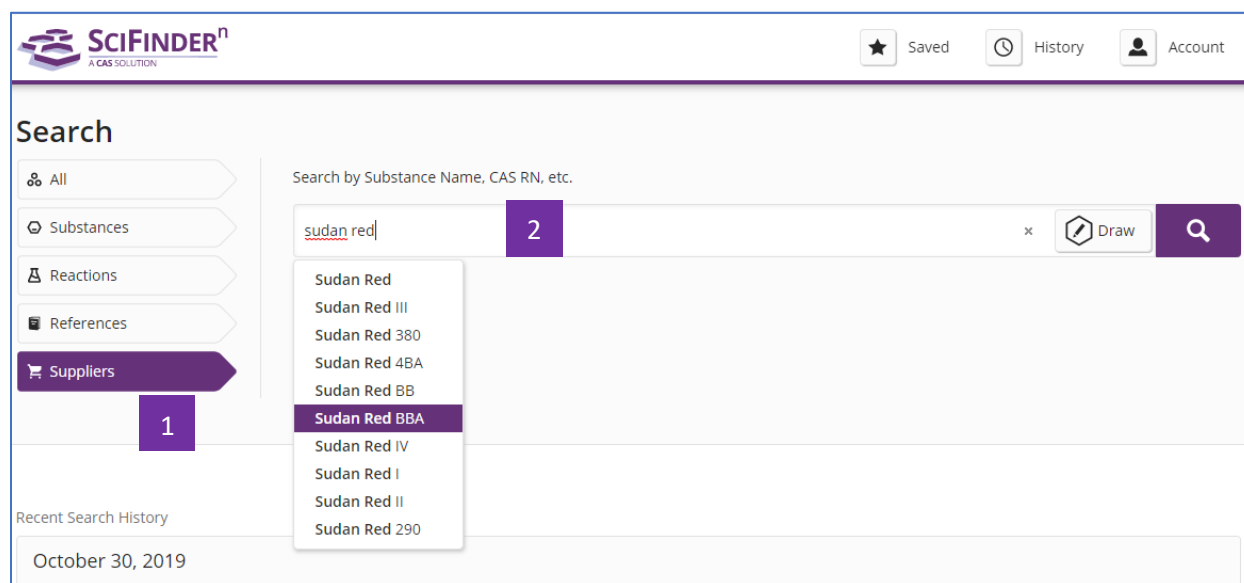 SCIFINDERⁿ
A CAS SOLUTION
Saved
History
Account
Search
All
Substances
Reactions
References
Suppliers
1
Search by Substance Name, CAS RN, etc.
sudan red
2
×
Draw
Sudan Red
Sudan Red III
Sudan Red 380
Sudan Red 4BA
Sudan Red BB
Sudan Red BBA
Sudan Red IV
Sudan Red I
Sudan Red II
Sudan Red 290
Recent Search History
October 30, 2019